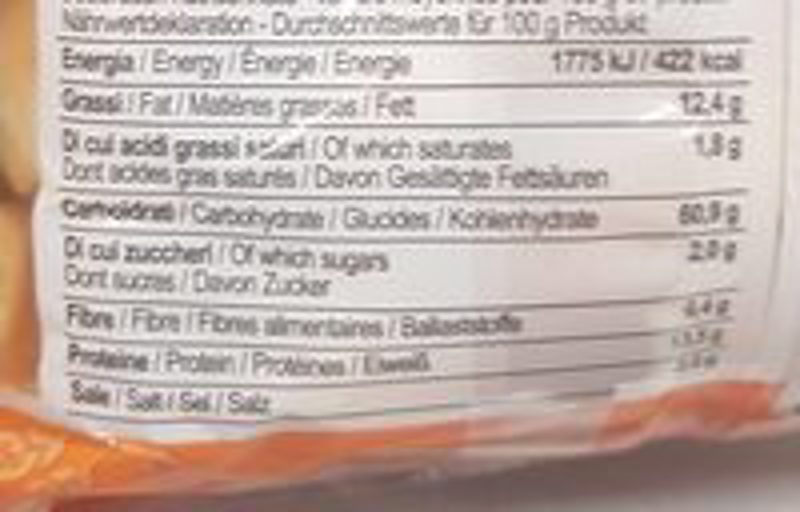 Nährwertdeklaration - Durchschnittswerte für 100 g Produkt
Energia / Energy / Énergie / Energie 1775 kJ / 422 kcal
Grassi / Fat / Matières grasses / Fett 12,4 g
Di cui acidi grassi saturi / Of which saturates 1,8 g
Dont acides gras saturés / Davon Gesättigte Fettsäuren
Carboidrati / Carbohydrate / Glucides / Kohlenhydrate
Di cui zuccheri / Of which sugars
Dont sucres / Davon Zucker
Fibre / Fibre / Fibres alimentaires / Ballaststoffe
Proteine / Protein / Protéines / Eiweiß
Sale / Salt / Sel / Salz